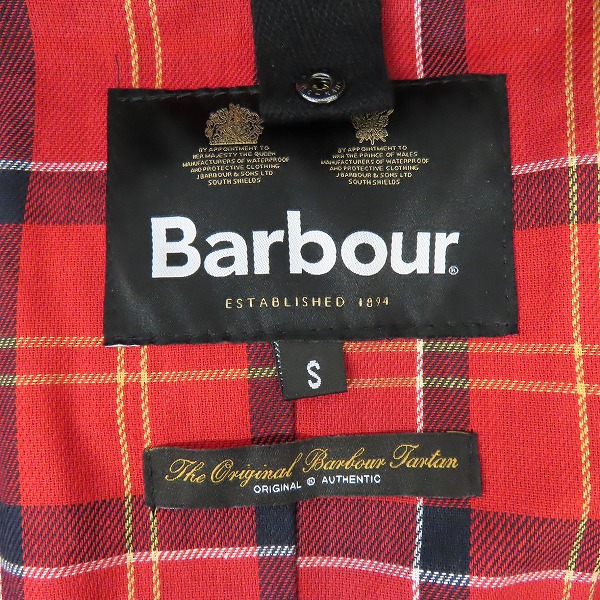 BY APPOINTMENT TO
HER MAJESTY THE QUEEN
MANUFACTURERS OF WATERPROOF
AND PROTECTIVE CLOTHING
J.BARBOUR & SONS LTD
SOUTH SHIELDS
BY APPOINTMENT TO
HRH THE PRINCE OF WALES
MANUFACTURERS OF WATERPROOF
AND PROTECTIVE CLOTHING
J.BARBOUR & SONS LTD
SOUTH SHIELDS
Barbour®
ESTABLISHED 1894
S
The Original Barbour Tartan
ORIGINAL ® AUTHENTIC